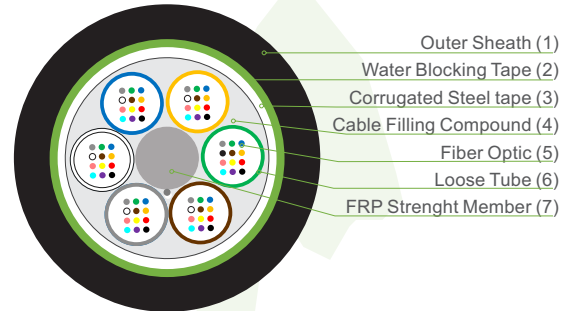 Outer Sheath (1)
Water Blocking Tape (2)
Corrugated Steel tape (3)
Cable Filling Compound (4)
Fiber Optic (5)
Loose Tube (6)
FRP Strenght Member (7)